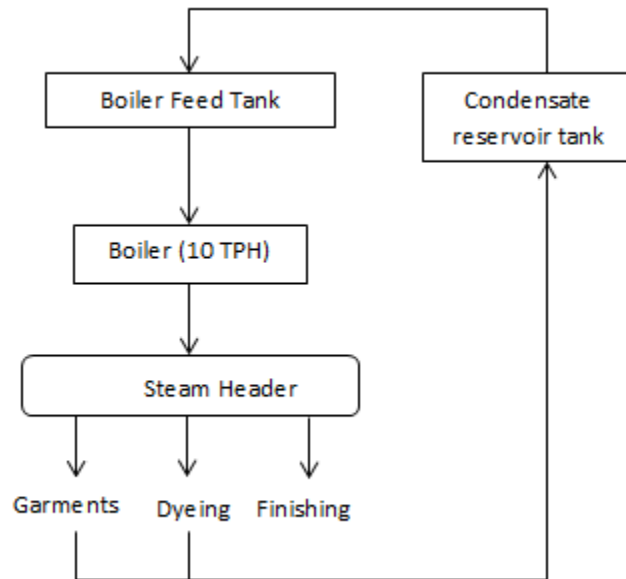 Boiler Feed Tank
Condensate
reservoir tank
Boiler (10 TPH)
Steam Header
Garments
Dyeing
Finishing